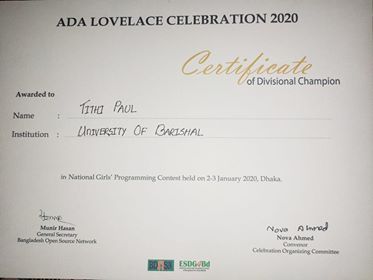 ADA LOVELACE CELEBRATION 2020
Certificate
of Divisional Champion
Awarded to
Name : TITHI PAUL
Institution : UNIVERSITY OF BARISHAL
in National Girls' Programming Contest held on 2-3 January 2020, Dhaka.
Nova Ahmed
Munir Hasan
General Secretary
Bangladesh Open Source Network
Nova Ahmed
Convenor
Celebration Organizing Committee
ESDG4Bd